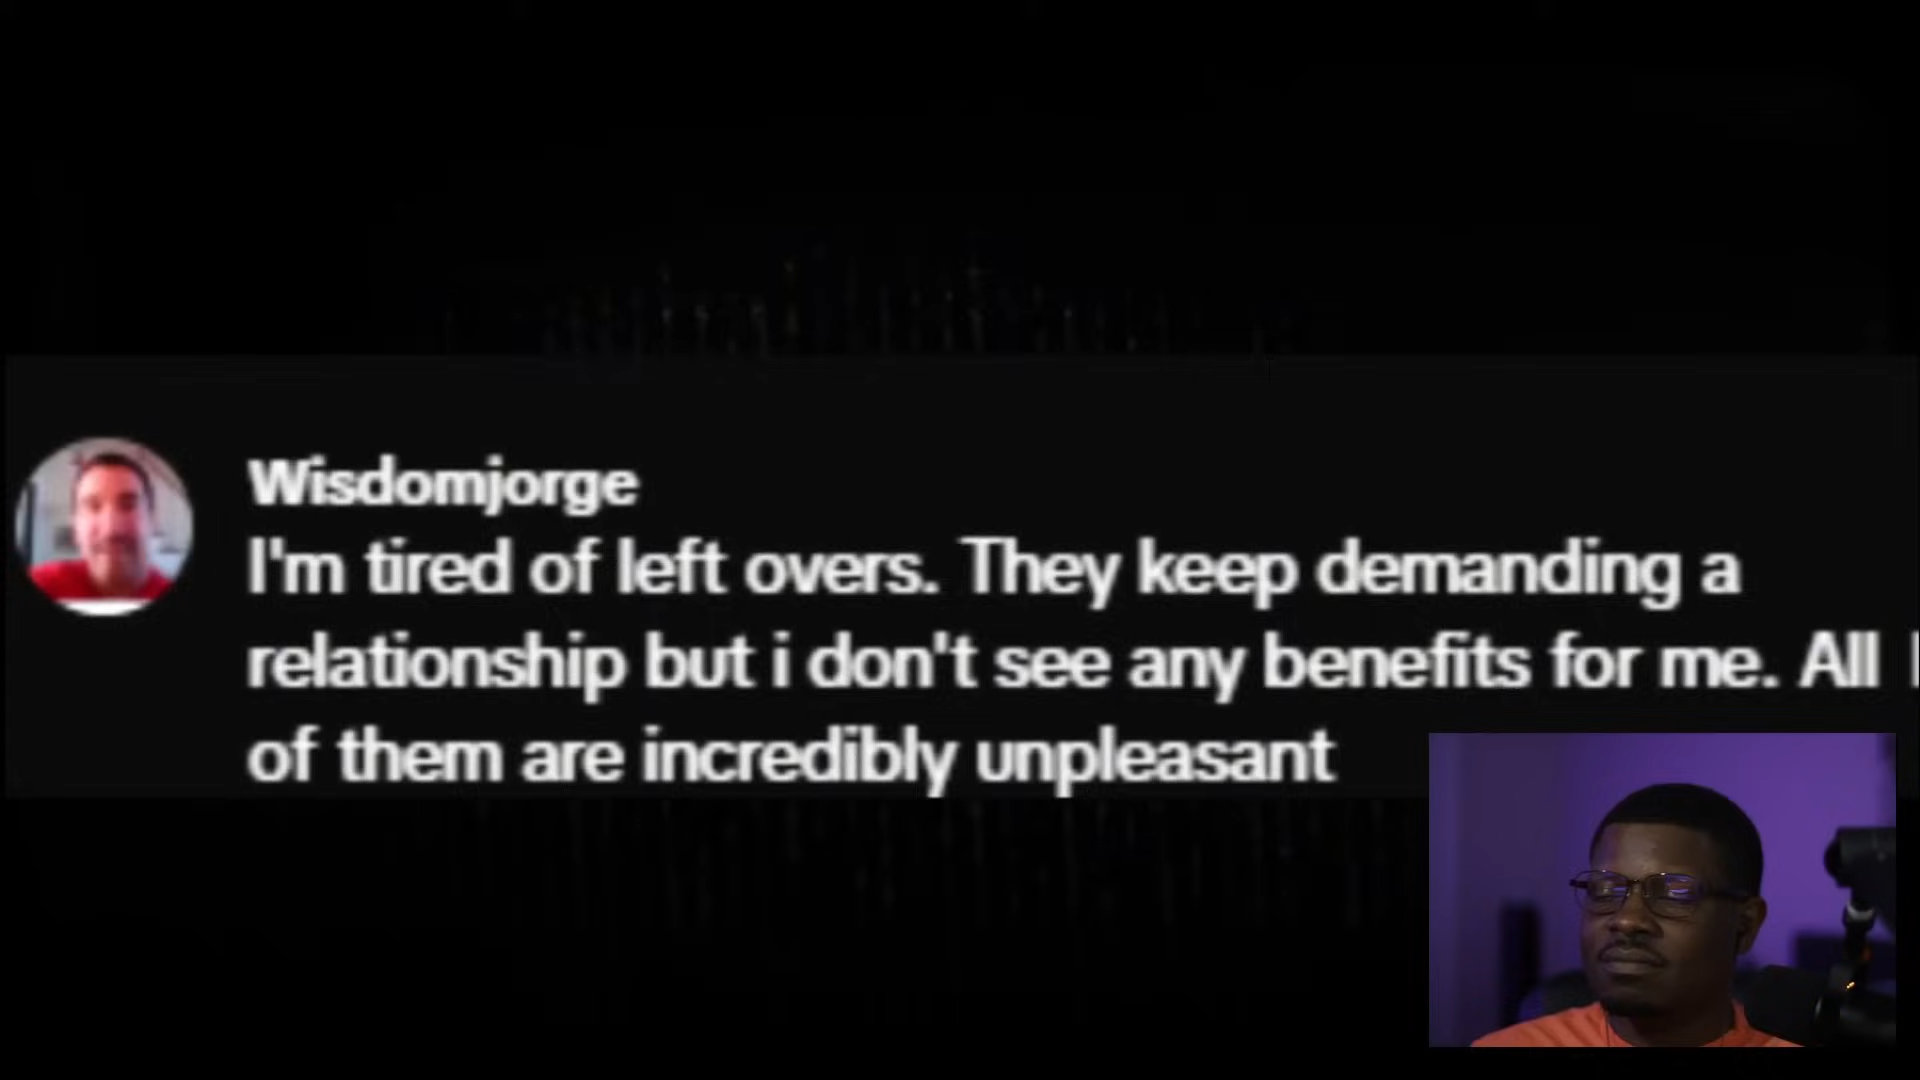 Wisdomjorge
I'm tired of left overs. They keep demanding a
relationship but i don't see any benefits for me. All
of them are incredibly unpleasant